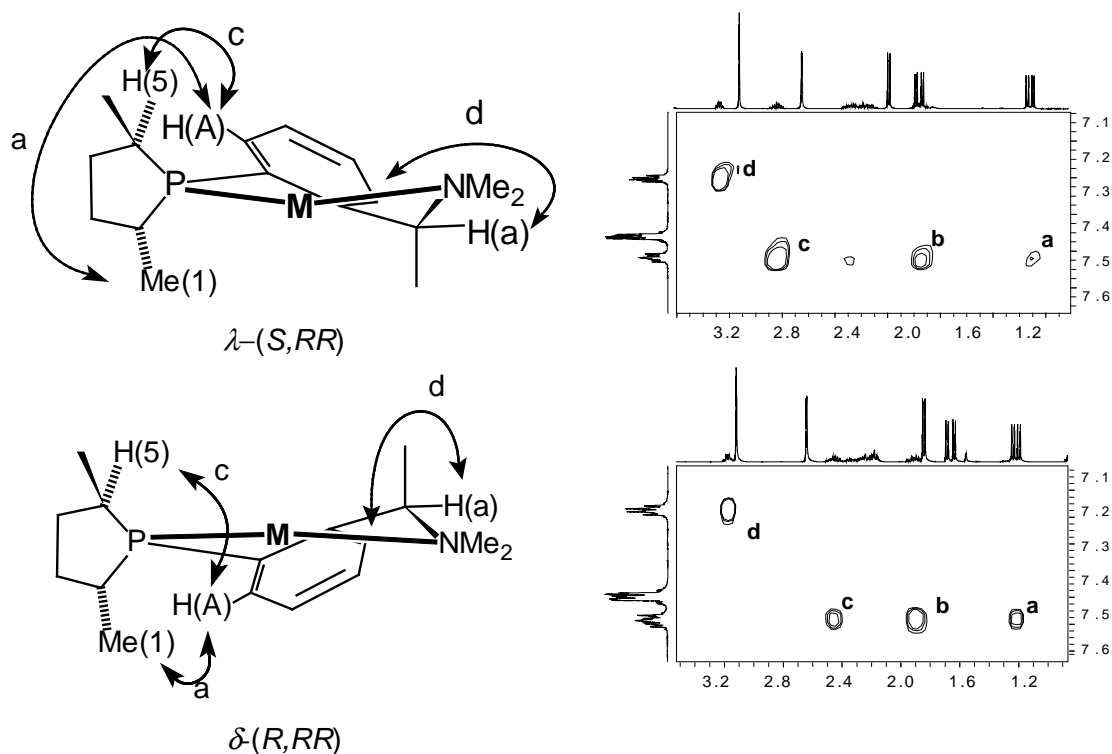 c
H(5)
H(A)
a
d
P
M
NMe2
H(a)
Me(1)
λ–(S,RR)
d
c
b
a
7.1
7.2
7.3
7.4
7.5
7.6
3.2 2.8 2.4 2.0 1.6 1.2
d
H(5)
c
H(a)
P
M
NMe2
H(A)
Me(1)
a
δ-(R,RR)
d
c
b
a
7.1
7.2
7.3
7.4
7.5
7.6
3.2 2.8 2.4 2.0 1.6 1.2